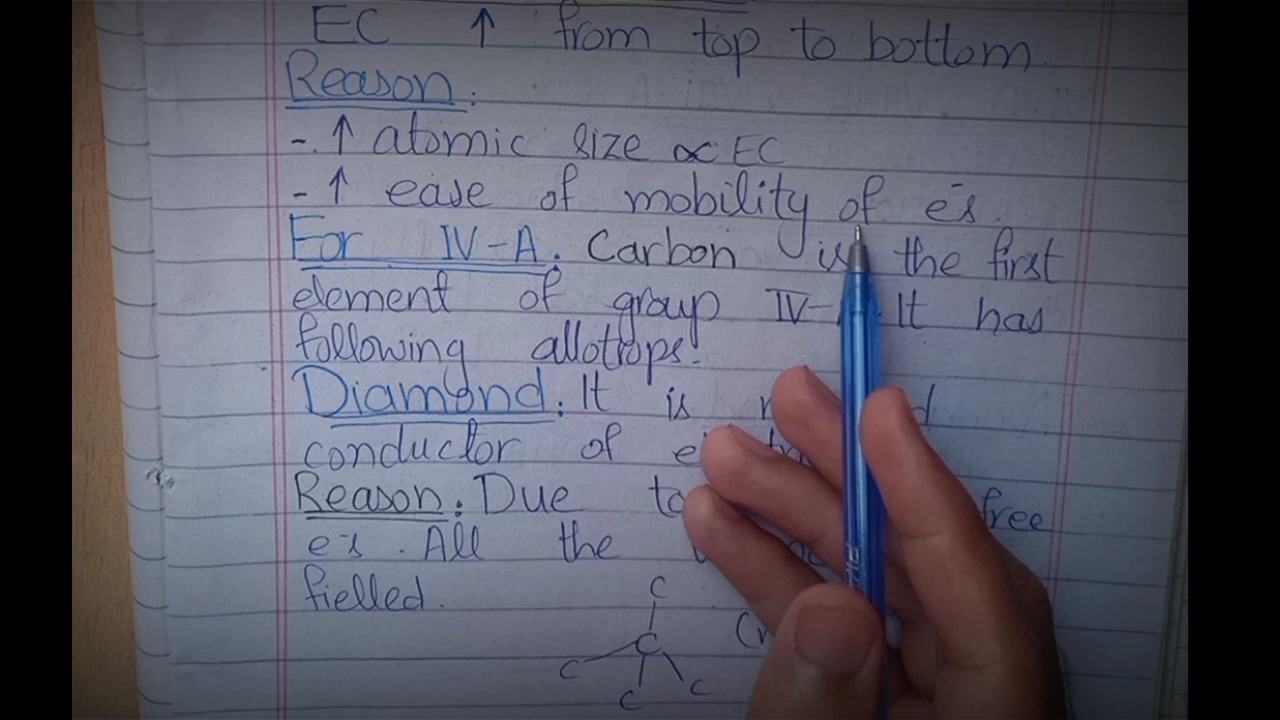 EC ↑ from top to bottom
Reason:
- ↑ atomic size ∝ EC
- ↑ ease of mobility of e's.
For IV-A. Carbon is the first
element of group IV- . It has
following allotrops:
Diamond: It is
conductor of
Reason: Due to free
e's. All the
fielled.
C
C
C
C C